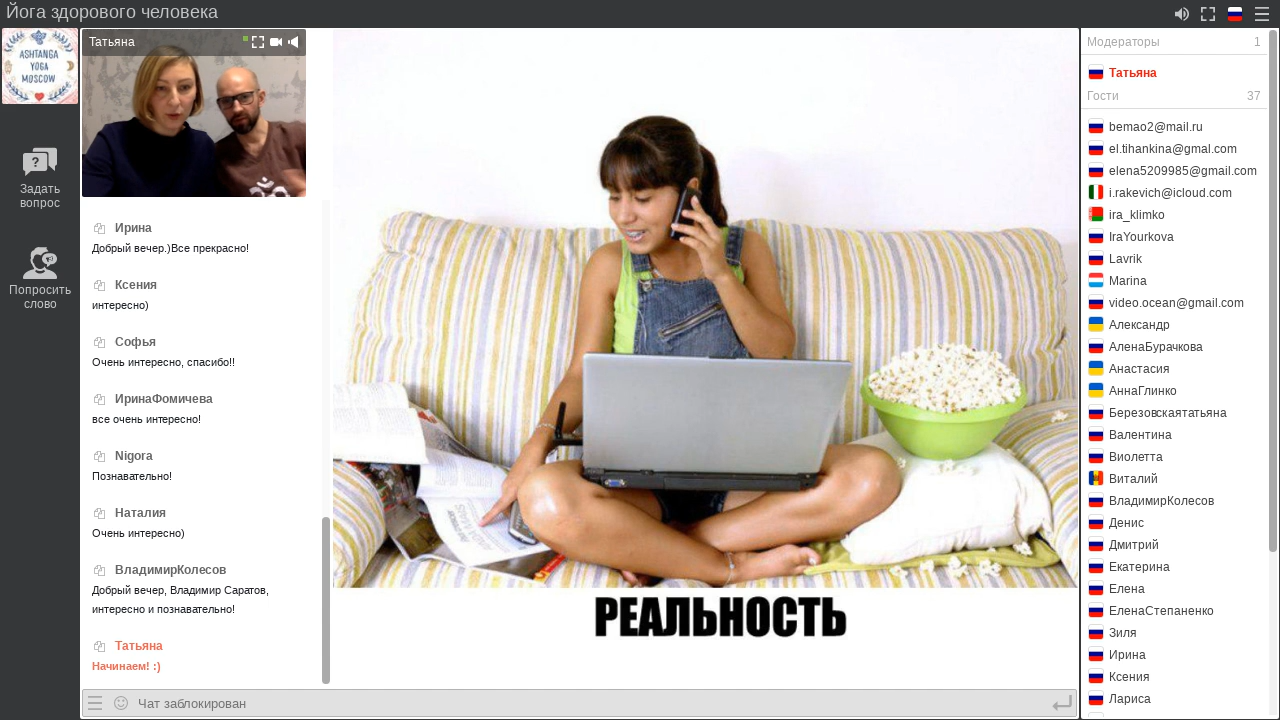 Йога здорового человека
ASHTANGA
YOGA
MOSCOW
Задать
вопрос
Попросить
слово
Татьяна
Ирина
Добрый вечер.)Все прекрасно!
Ксения
интересно)
Софья
Очень интересно, спасибо!!
ИринаФомичева
все очень интересно!
Nigora
Познавательно!
Наталия
Очень интересно)
ВладимирКолесов
Добрый вечер, Владимир Саратов,
интересно и познавательно!
Татьяна
Начинаем! :)
Чат заблокирован
РЕАЛЬНОСТЬ
Модераторы 1
Татьяна
Гости 37
bemao2@mail.ru
el.tihankina@gmal.com
elena5209985@gmail.com
i.rakevich@icloud.com
ira_klimko
IraYourkova
Lavrik
Marina
video.ocean@gmail.com
Александр
АленаБурачкова
Анастасия
АннаГлинко
Березовскаятатьяна
Валентина
Виолетта
Виталий
ВладимирКолесов
Денис
Дмитрий
Екатерина
Елена
ЕленаСтепаненко
Зиля
Ирина
Ксения
Лариса